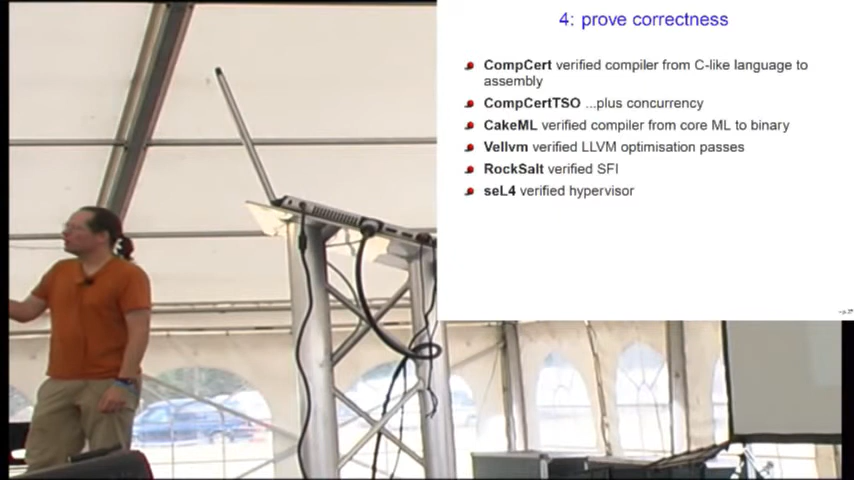 4: prove correctness
CompCert verified compiler from C-like language to
assembly
CompCertTSO ...plus concurrency
CakeML verified compiler from core ML to binary
Vellvm verified LLVM optimisation passes
RockSalt verified SFI
seL4 verified hypervisor